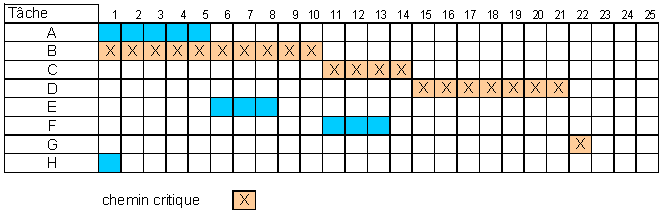 Tâche 1 2 3 4 5 6 7 8 9 10 11 12 13 14 15 16 17 18 19 20 21 22 23 24 25
A
B X X X X X X X X X X
C X X X X
D X X X X X X X
E
F
G X
H
chemin critique X